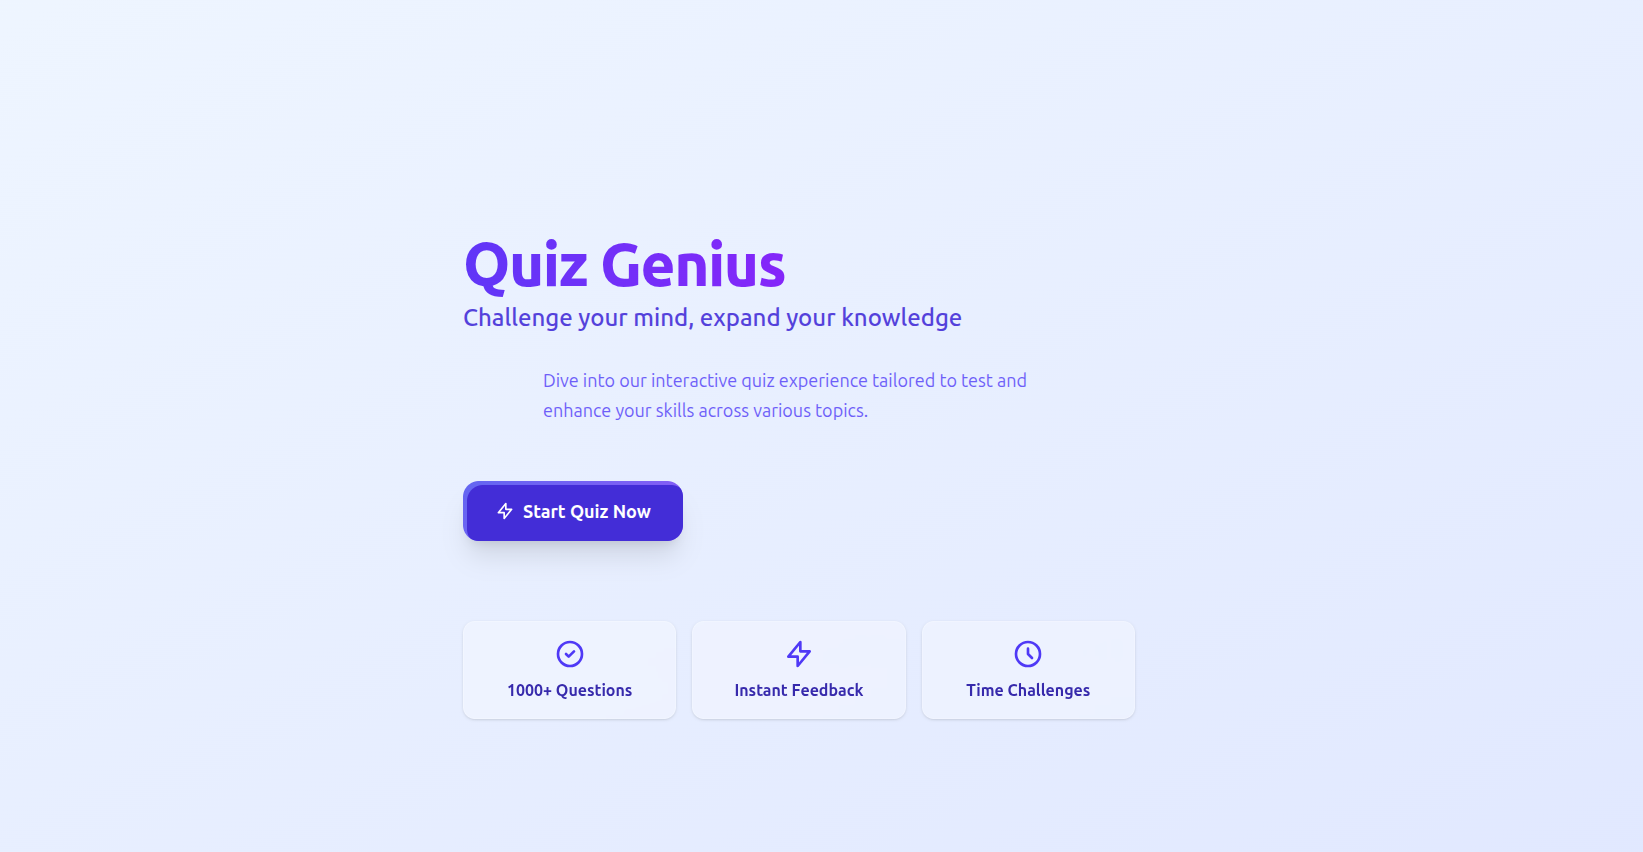 Quiz Genius
Challenge your mind, expand your knowledge
Dive into our interactive quiz experience tailored to test and
enhance your skills across various topics.
Start Quiz Now
1000+ Questions
Instant Feedback
Time Challenges